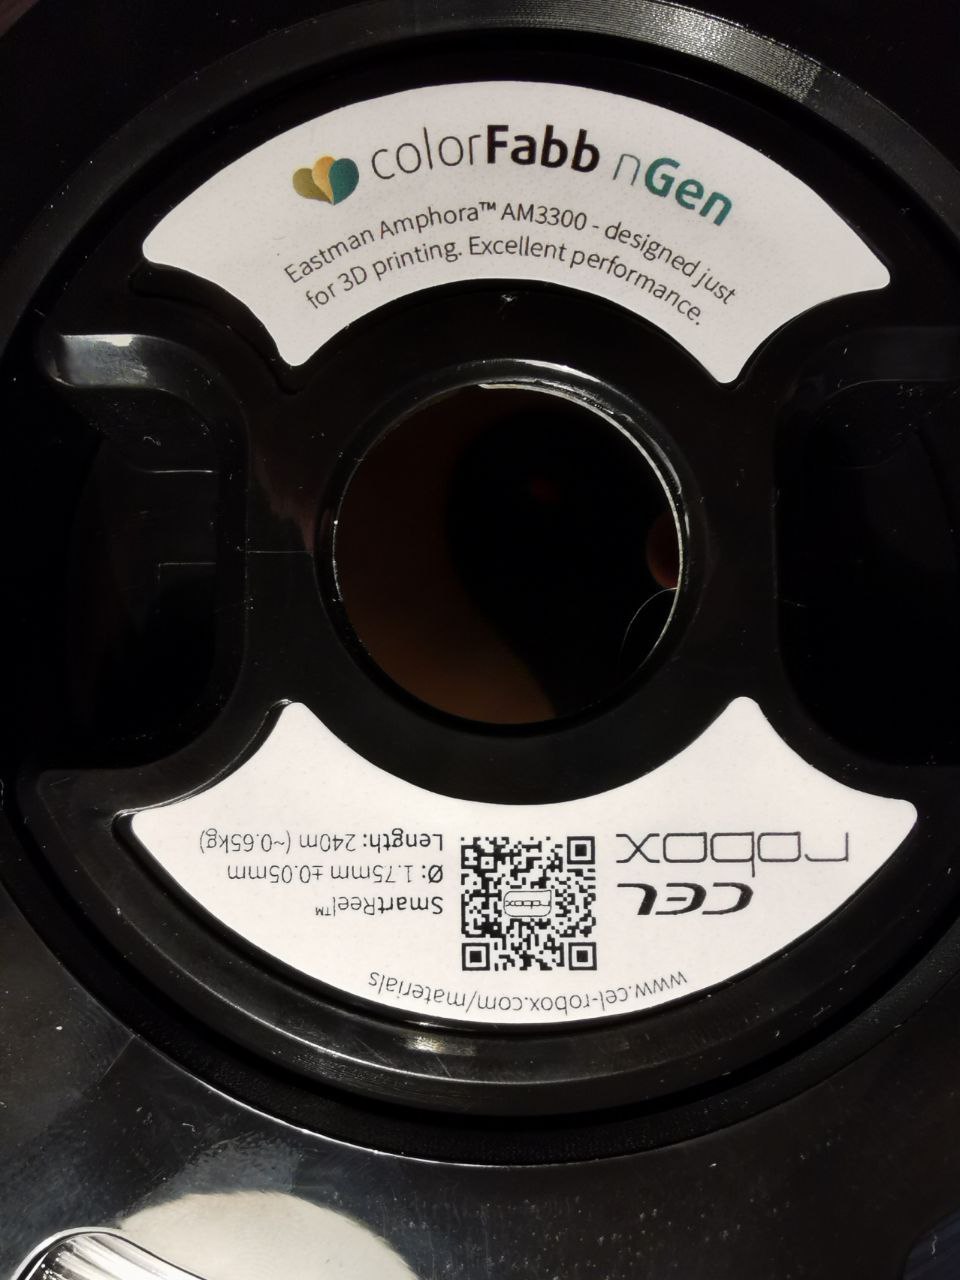 colorFabb nGen
Eastman Amphora™ AM3300 - designed just
for 3D printing. Excellent performance.
www.cel-robox.com/materials
CEL
robox
robox
SmartReel™
Ø: 1.75mm ±0.05mm
Length: 240m (~0.65kg)